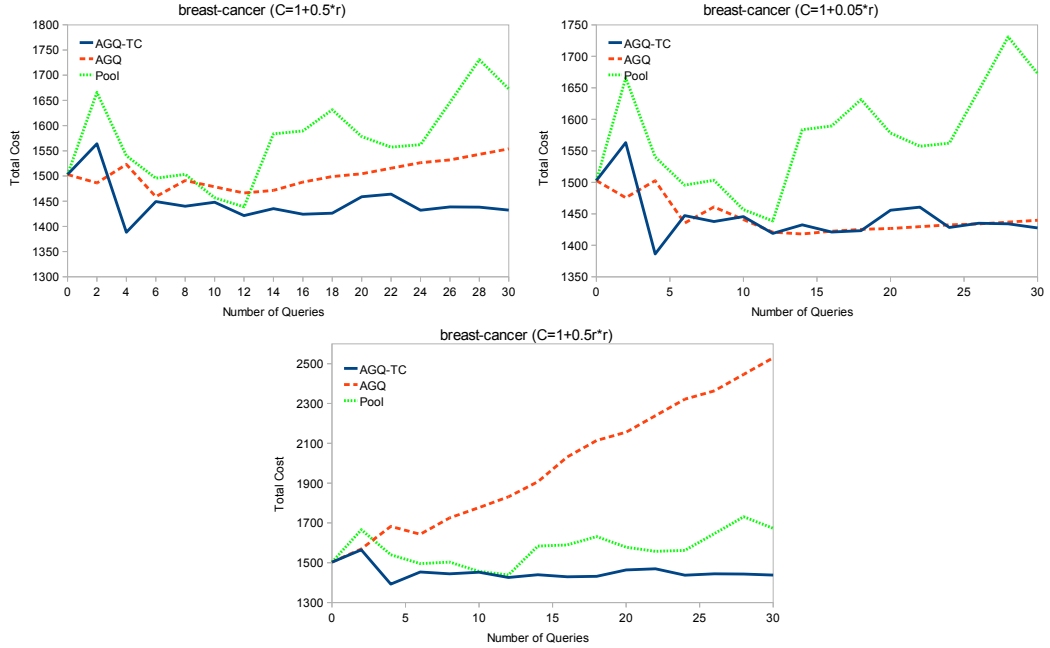 breast-cancer (C=1+0.5*r)
1800
1750
1700
1650
1600
1550
1500
1450
1400
1350
1300
Total Cost
AGQ-TC
AGQ
Pool
0 2 4 6 8 10 12 14 16 18 20 22 24 26 28 30
Number of Queries
breast-cancer (C=1+0.05*r)
1750
1700
1650
1600
1550
1500
1450
1400
1350
Total Cost
AGQ-TC
AGQ
Pool
0 5 10 15 20 25 30
Number of Queries
breast-cancer (C=1+0.5r*r)
2500
2300
2100
1900
1700
1500
1300
Total Cost
AGQ-TC
AGQ
Pool
0 5 10 15 20 25 30
Number of Queries